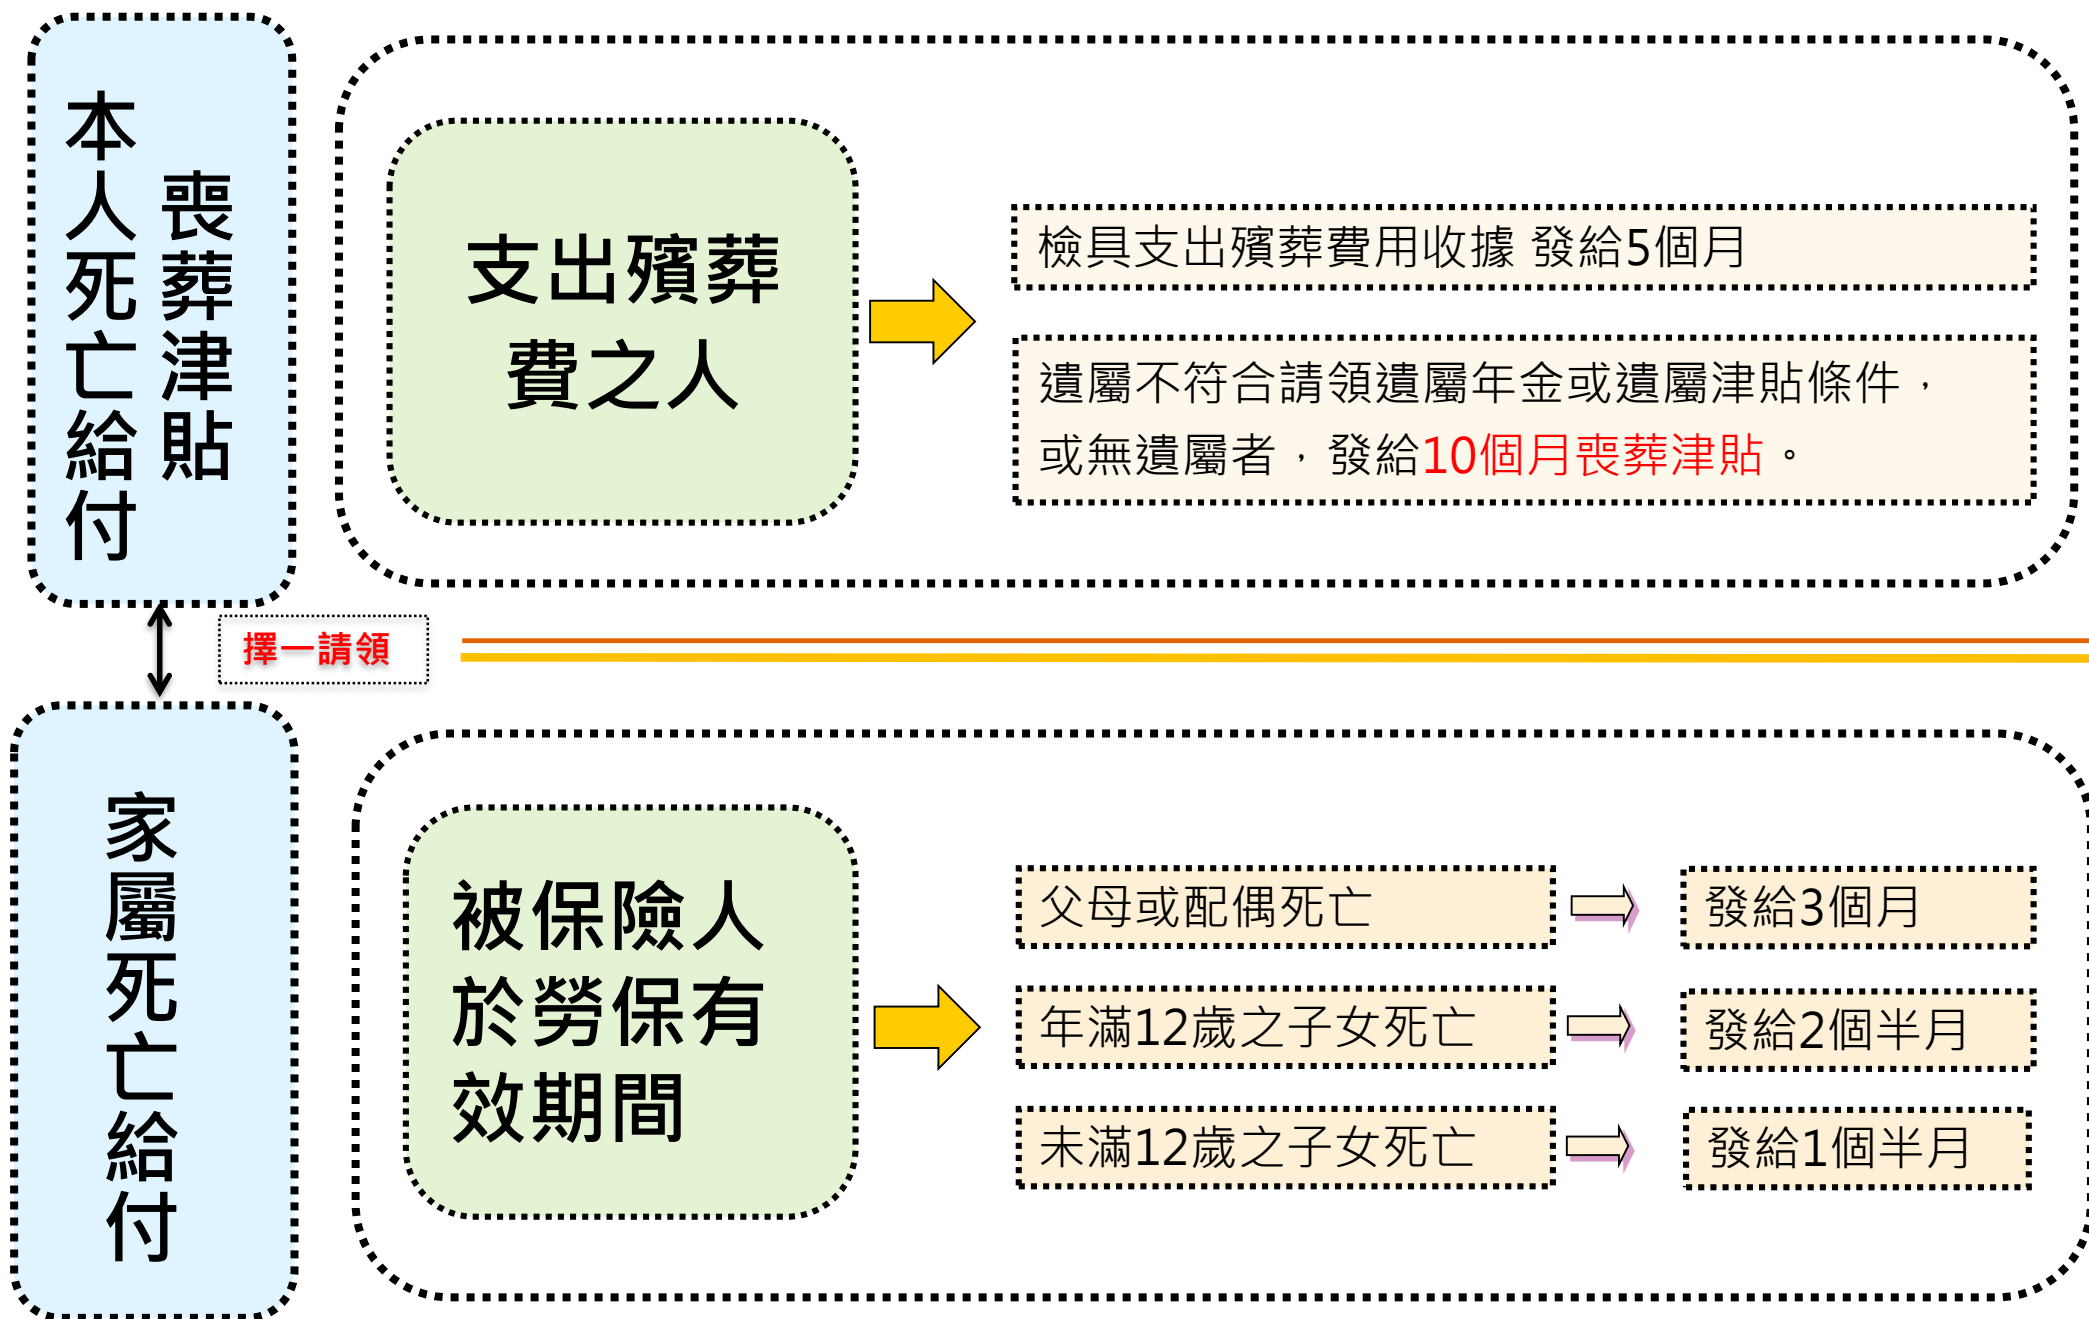 本人死亡給付
喪葬津貼
支出殯葬
費之人
檢具支出殯葬費用收據 發給5個月
遺屬不符合請領遺屬年金或遺屬津貼條件，
或無遺屬者，發給10個月喪葬津貼。
擇一請領
家屬死亡給付
被保險人
於勞保有
效期間
父母或配偶死亡
發給3個月
年滿12歲之子女死亡
發給2個半月
未滿12歲之子女死亡
發給1個半月